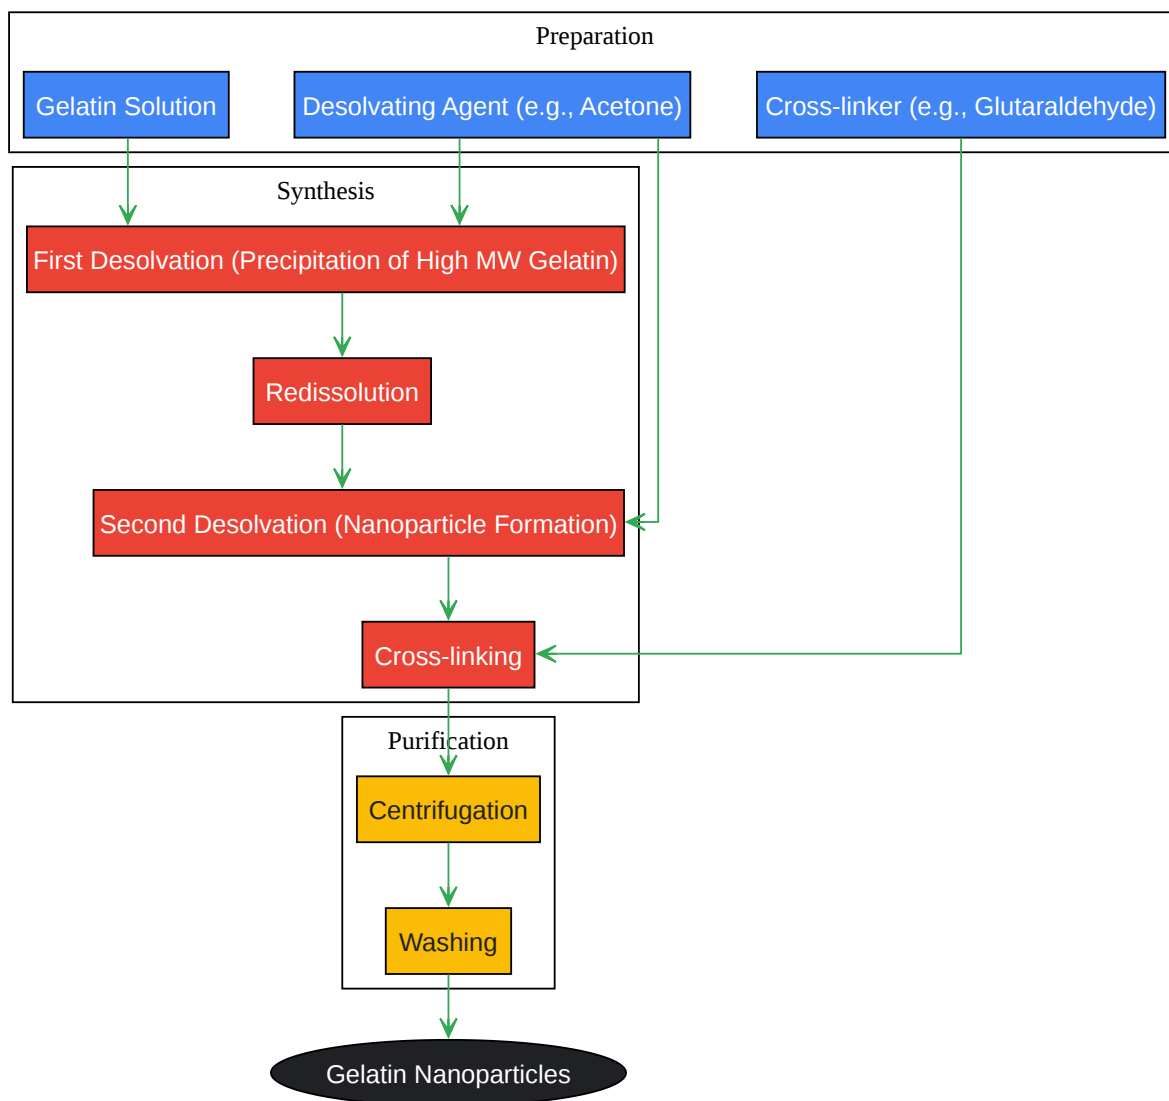 Preparation
Gelatin Solution
Desolvating Agent (e.g., Acetone)
Cross-linker (e.g., Glutaraldehyde)
Synthesis
First Desolvation (Precipitation of High MW Gelatin)
Redissolution
Second Desolvation (Nanoparticle Formation)
Cross-linking
Purification
Centrifugation
Washing
Gelatin Nanoparticles